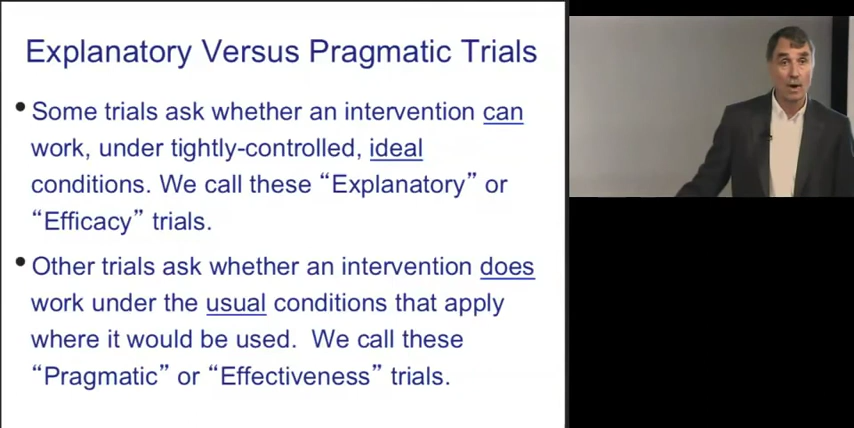 Explanatory Versus Pragmatic Trials
• Some trials ask whether an intervention can
work, under tightly-controlled, ideal
conditions. We call these “Explanatory” or
“Efficacy” trials.
• Other trials ask whether an intervention does
work under the usual conditions that apply
where it would be used.  We call these
“Pragmatic” or “Effectiveness” trials.